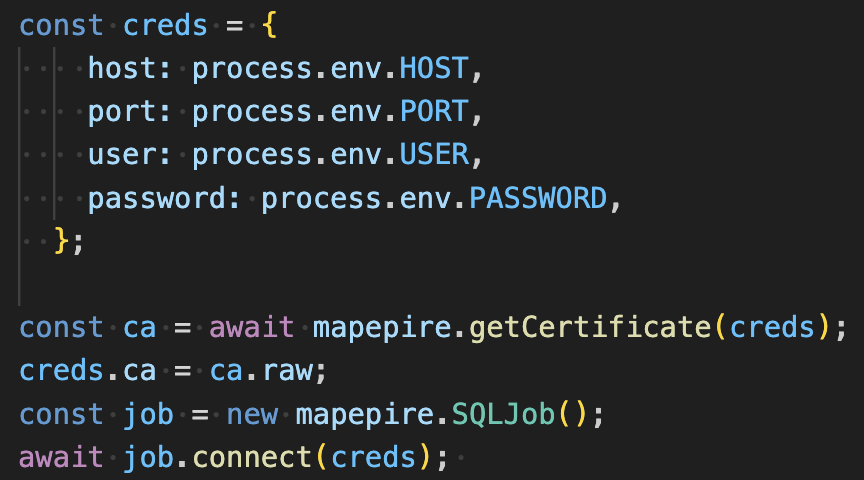 const creds = {
    host: process.env.HOST,
    port: process.env.PORT,
    user: process.env.USER,
    password: process.env.PASSWORD,
  };
const ca = await mapepire.getCertificate(creds);
creds.ca = ca.raw;
const job = new mapepire.SQLJob();
await job.connect(creds);